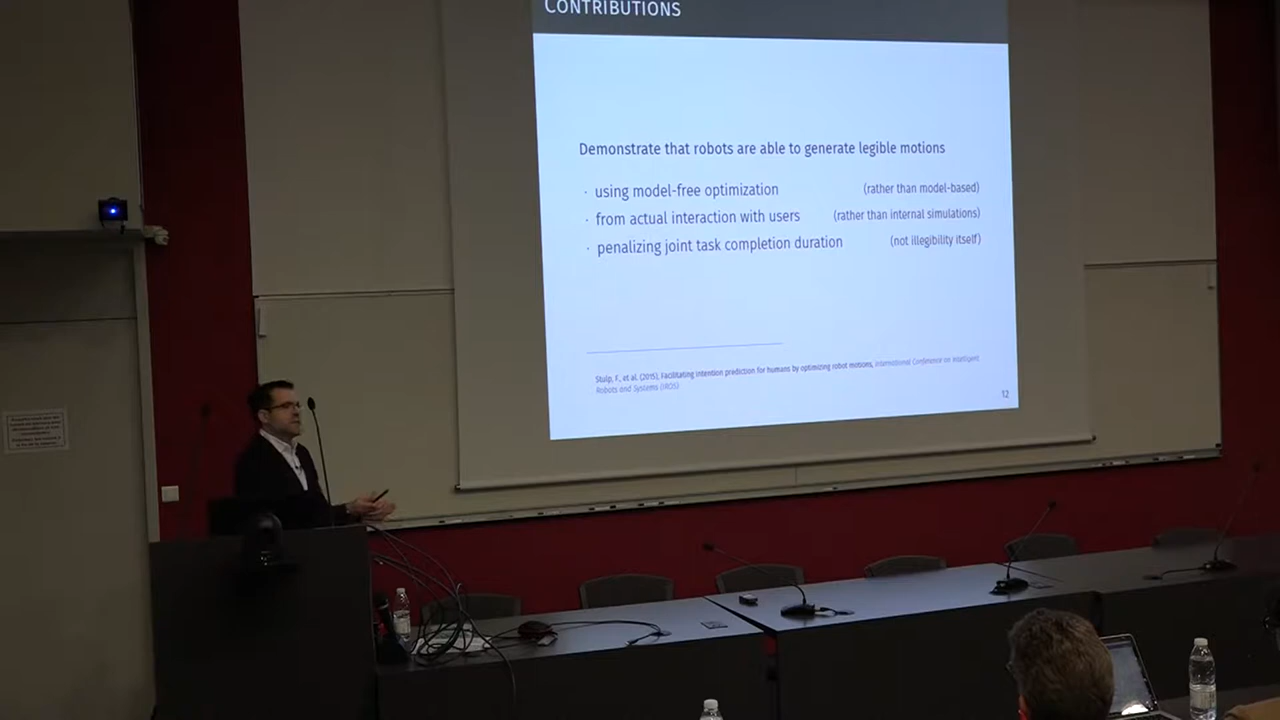 CONTRIBUTIONS
Demonstrate that robots are able to generate legible motions
· using model-free optimization (rather than model-based)
· from actual interaction with users (rather than internal simulations)
· penalizing joint task completion duration (not illegibility itself)
Stulp, F., et al. (2015), Facilitating intention prediction for humans by optimizing robot motions, International Conference on Intelligent
Robots and Systems (IROS)
12